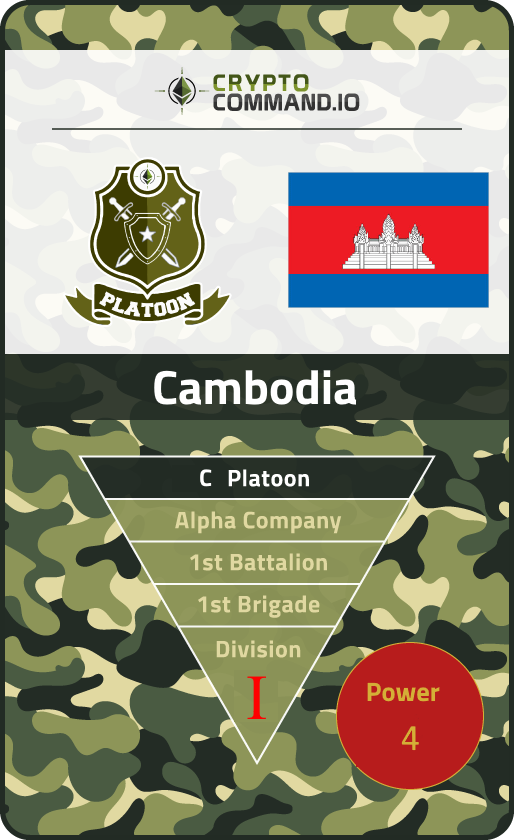 CRYPTO
COMMAND.IO
PLATOON
Cambodia
C Platoon
Alpha Company
1st Battalion
1st Brigade
Division
I
Power
4